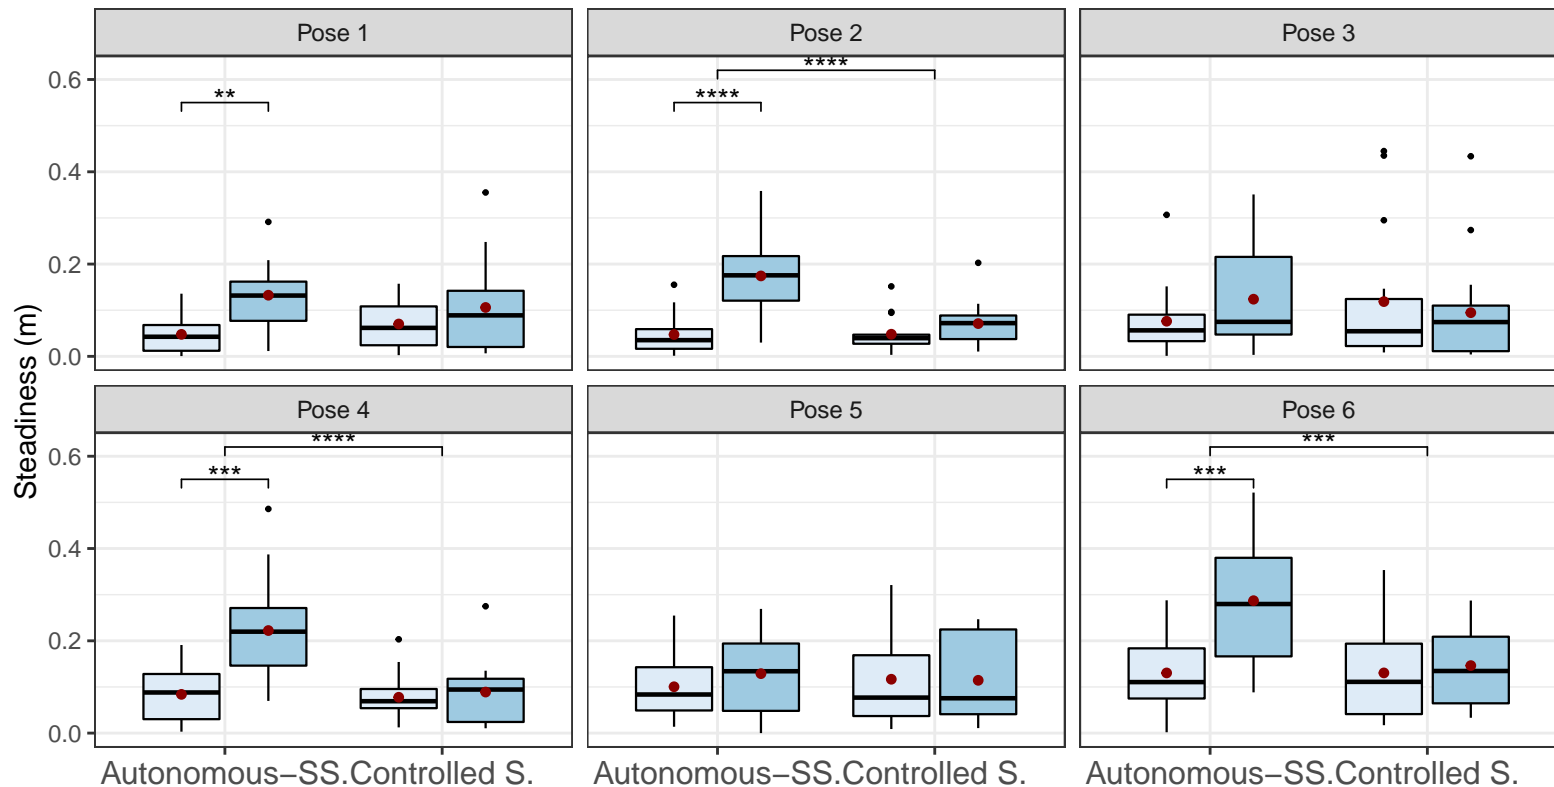 Pose 1
Pose 2
Pose 3
0.6
0.4
0.2
0.0
**
****
****
Pose 4
Pose 5
Pose 6
0.6
0.4
0.2
0.0
****
***
***
***
Steadiness (m)
Autonomous−SS.Controlled S.
Autonomous−SS.Controlled S.
Autonomous−SS.Controlled S.